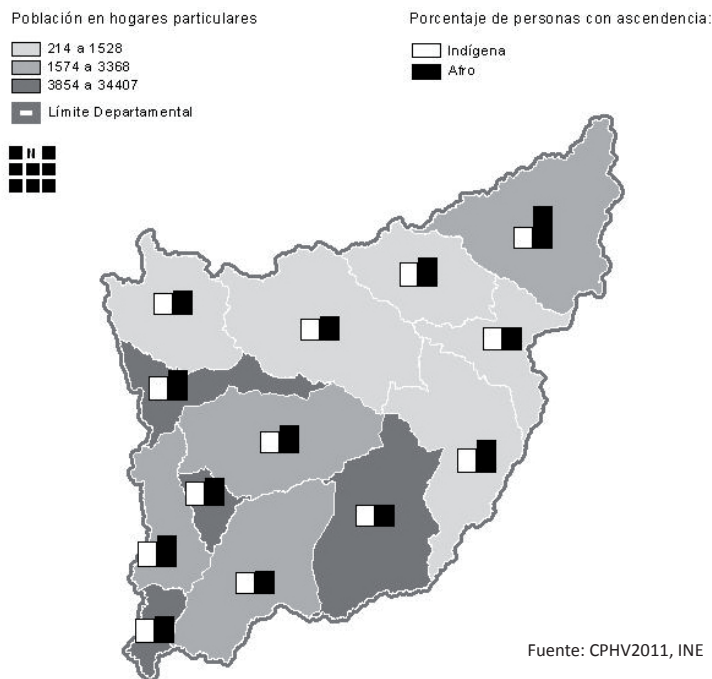 Población en hogares particulares
214 a 1528
1574 a 3368
3854 a 34407
Límite Departamental
N
Porcentaje de personas con ascendencia:
Indígena
Afro
Fuente: CPHV2011, INE